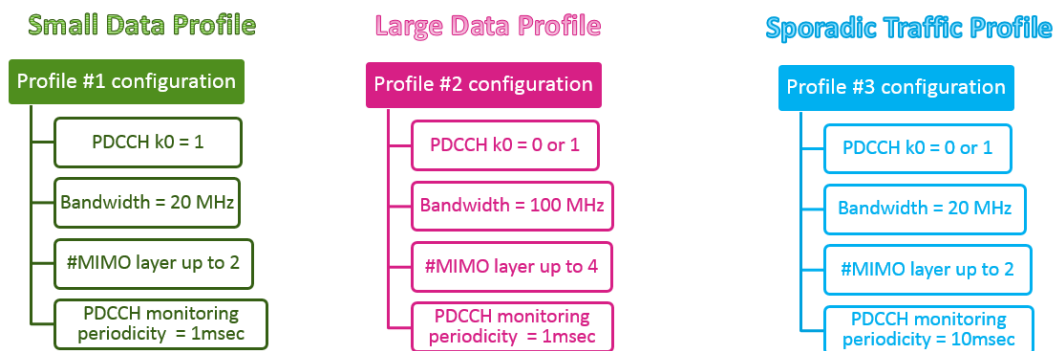 Small Data Profile
Profile #1 configuration
PDCCH k0 = 1
Bandwidth = 20 MHz
#MIMO layer up to 2
PDCCH monitoring
periodicity = 1msec
Large Data Profile
Profile #2 configuration
PDCCH k0 = 0 or 1
Bandwidth = 100 MHz
#MIMO layer up to 4
PDCCH monitoring
periodicity = 1msec
Sporadic Traffic Profile
Profile #3 configuration
PDCCH k0 = 0 or 1
Bandwidth = 20 MHz
#MIMO layer up to 2
PDCCH monitoring
periodicity = 10msec